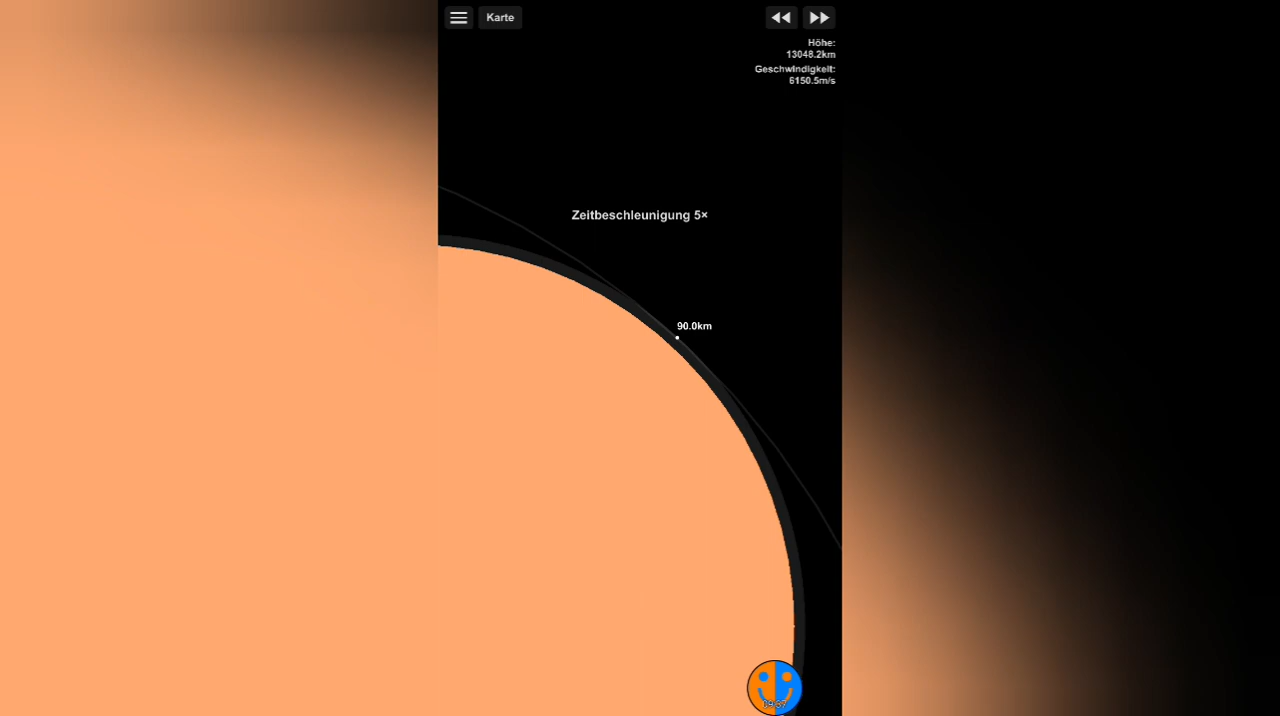 Karte
Höhe:
13048.2km
Geschwindigkeit:
6150.5m/s
Zeitbeschleunigung 5×
90.0km